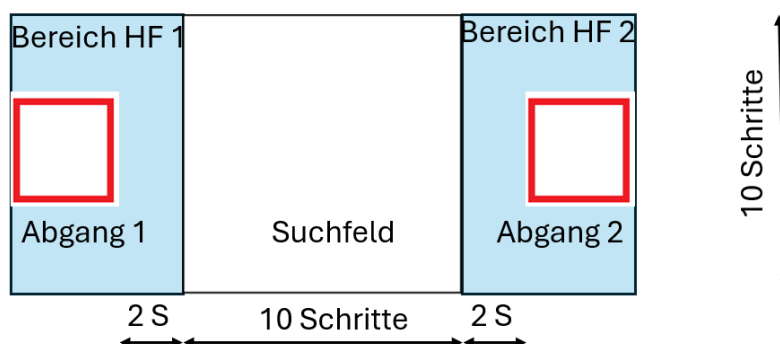 Bereich HF 1
Bereich HF 2
10 Schritte
Abgang 1
Suchfeld
Abgang 2
2 S
10 Schritte
2 S